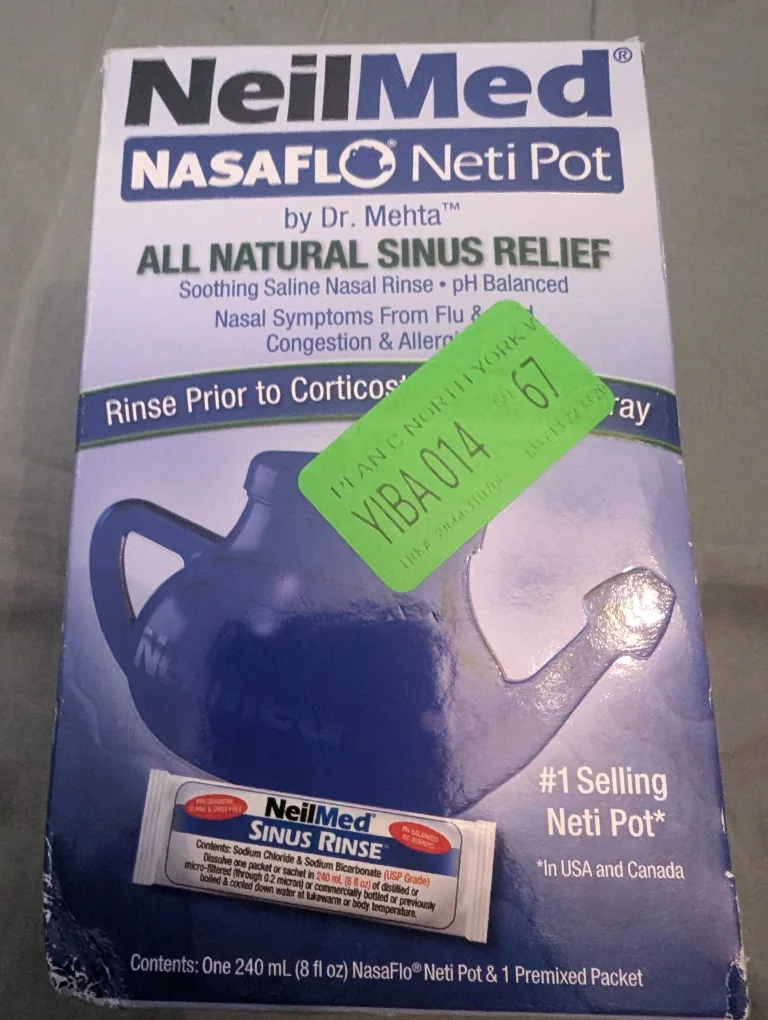 NeilMed®
NASAFLO® Neti Pot
by Dr. Mehta™
ALL NATURAL SINUS RELIEF
Soothing Saline Nasal Rinse • pH Balanced
Nasal Symptoms From Flu &
Congestion &
Rinse Prior to
PLAN C NORTH YORK
67
YIBA 014
NeilMed
NeilMed®
SINUS RINSE
Contents: Sodium Chloride & Sodium Bicarbonate (USP Grade)
Dissolve one packet or sachet in 240 mL (8 fl oz) of distilled or
micro-filtered (through 0.2 micron) or commercially bottled or previously
boiled & cooled down water at lukewarm or body temperature.
#1 Selling
Neti Pot*
*In USA and Canada
Contents: One 240 mL (8 fl oz) NasaFlo® Neti Pot & 1 Premixed Packet